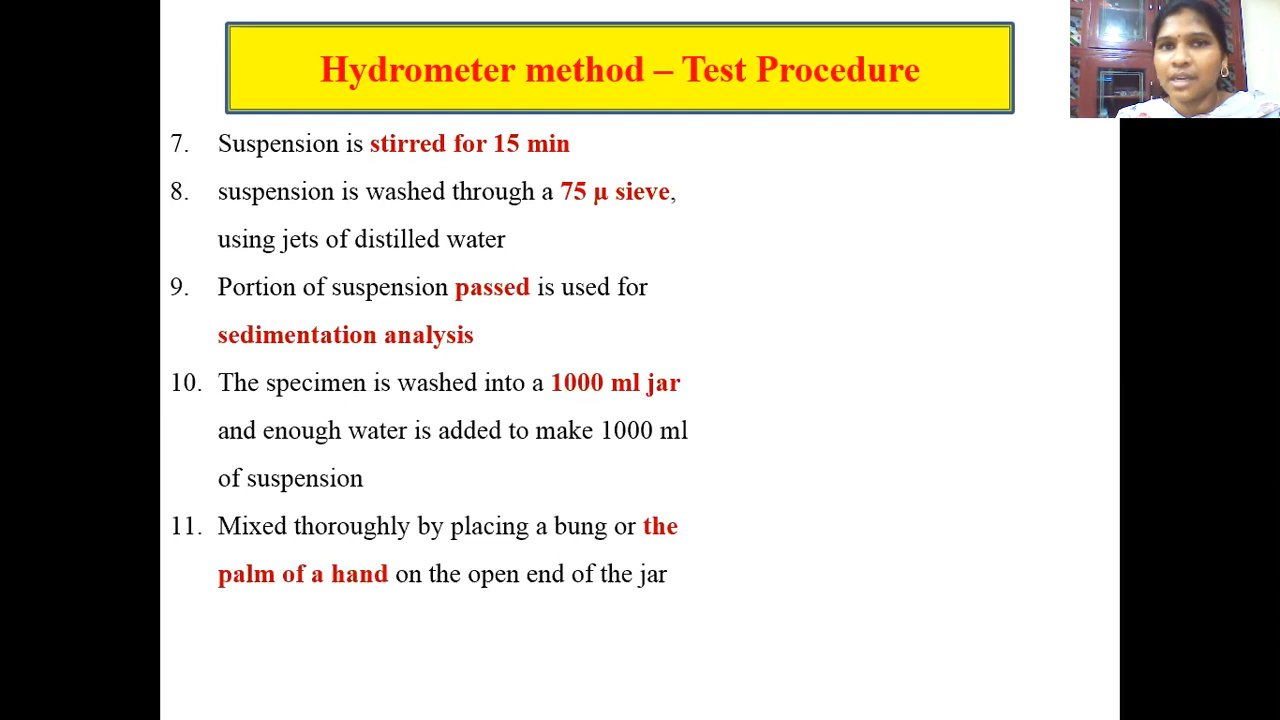 Hydrometer method – Test Procedure
7. Suspension is stirred for 15 min
8. suspension is washed through a 75 µ sieve,
using jets of distilled water
9. Portion of suspension passed is used for
sedimentation analysis
10. The specimen is washed into a 1000 ml jar
and enough water is added to make 1000 ml
of suspension
11. Mixed thoroughly by placing a bung or the
palm of a hand on the open end of the jar